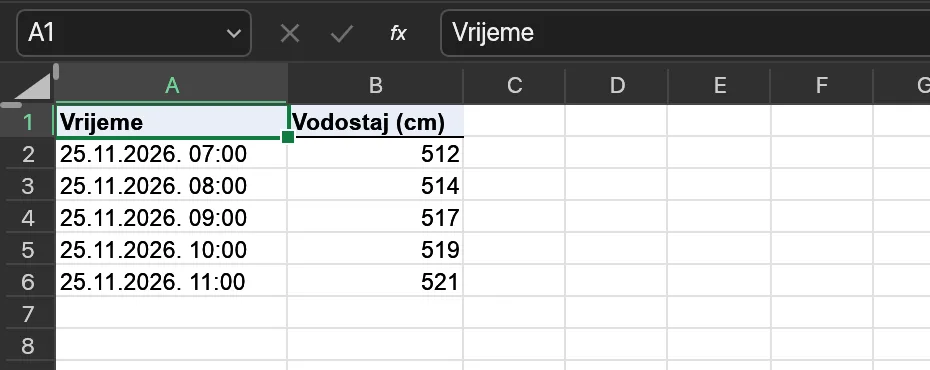 A1 fx Vrijeme
A B C D E F G
1 Vrijeme Vodostaj (cm)
2 25.11.2026. 07:00 512
3 25.11.2026. 08:00 514
4 25.11.2026. 09:00 517
5 25.11.2026. 10:00 519
6 25.11.2026. 11:00 521
7
8